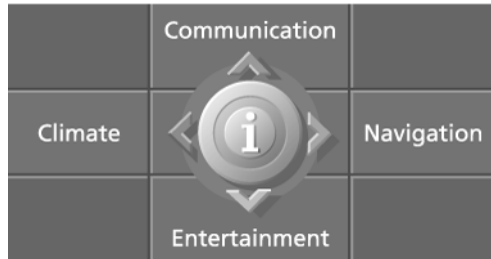 Communication
Climate
i
Navigation
Entertainment